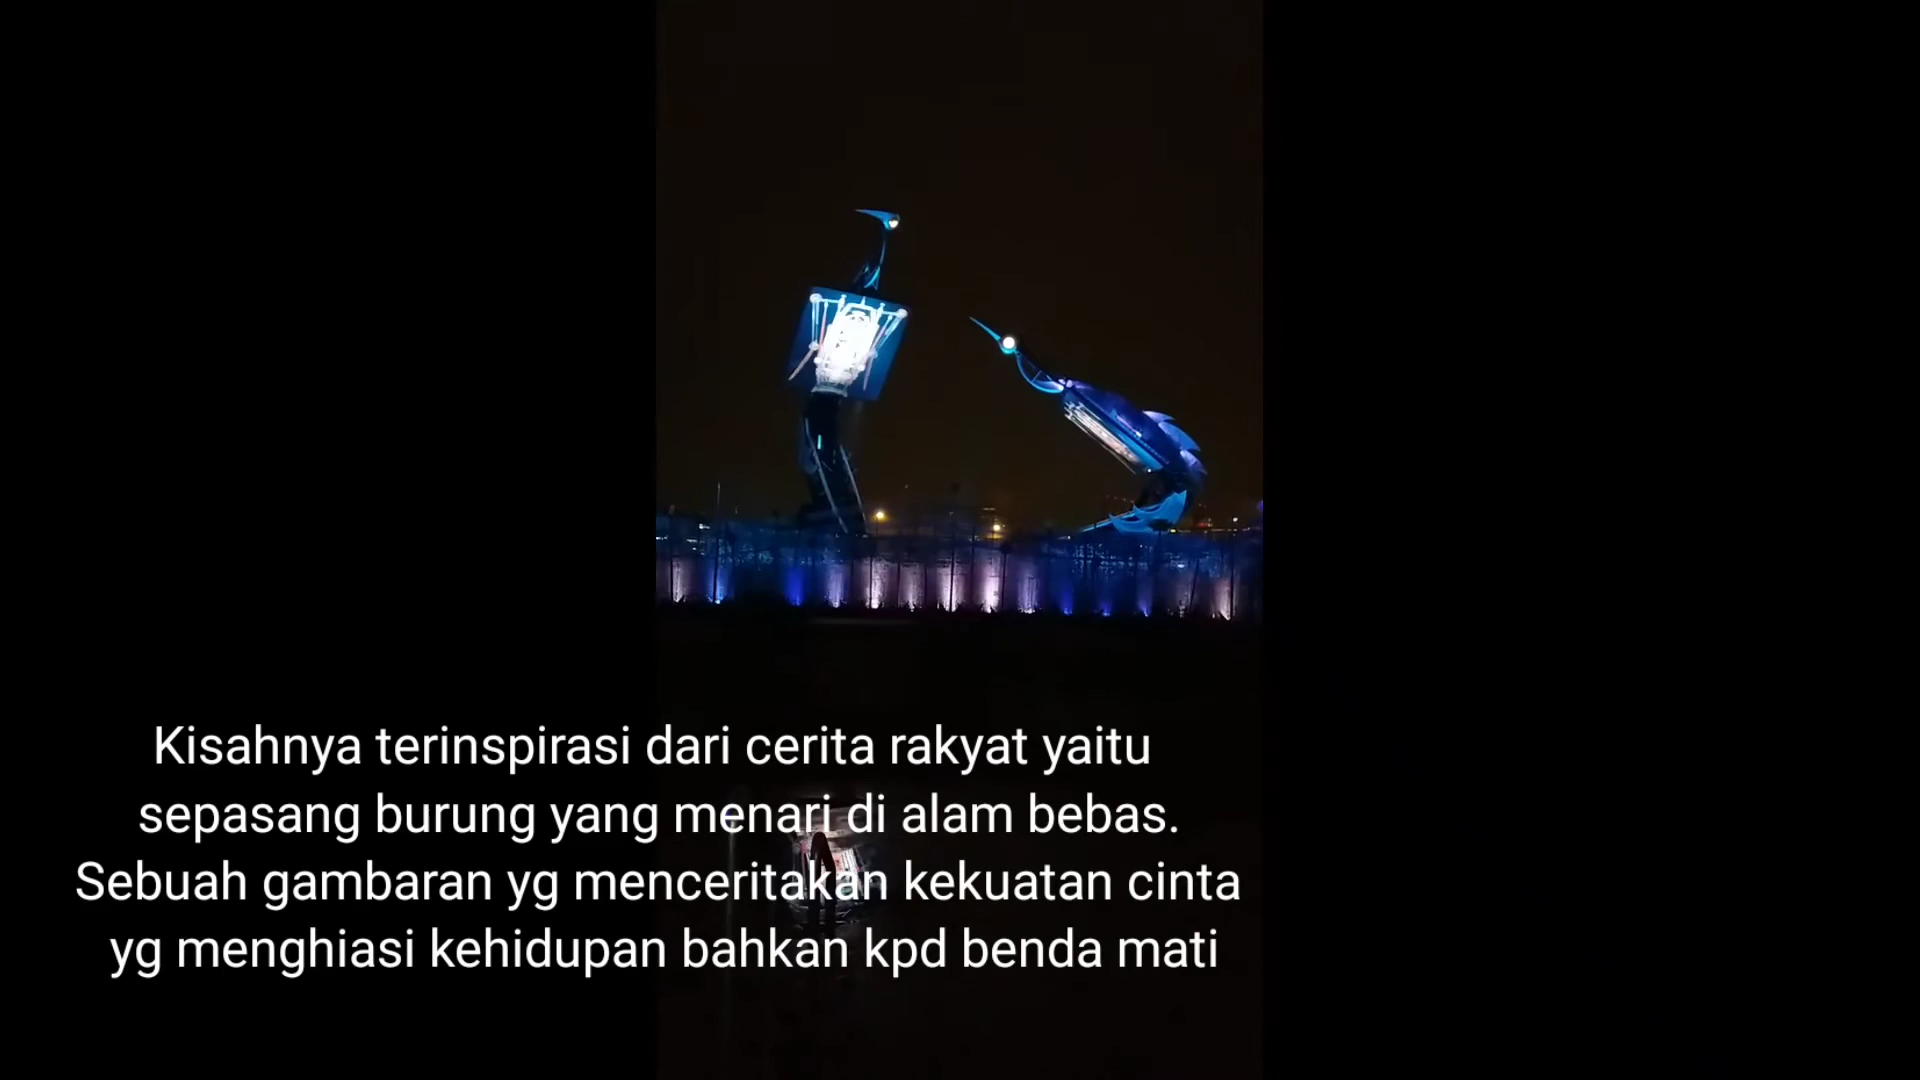 Kisahnya terinspirasi dari cerita rakyat yaitu
sepasang burung yang menari di alam bebas.
Sebuah gambaran yg menceritakan kekuatan cinta
yg menghiasi kehidupan bahkan kpd benda mati